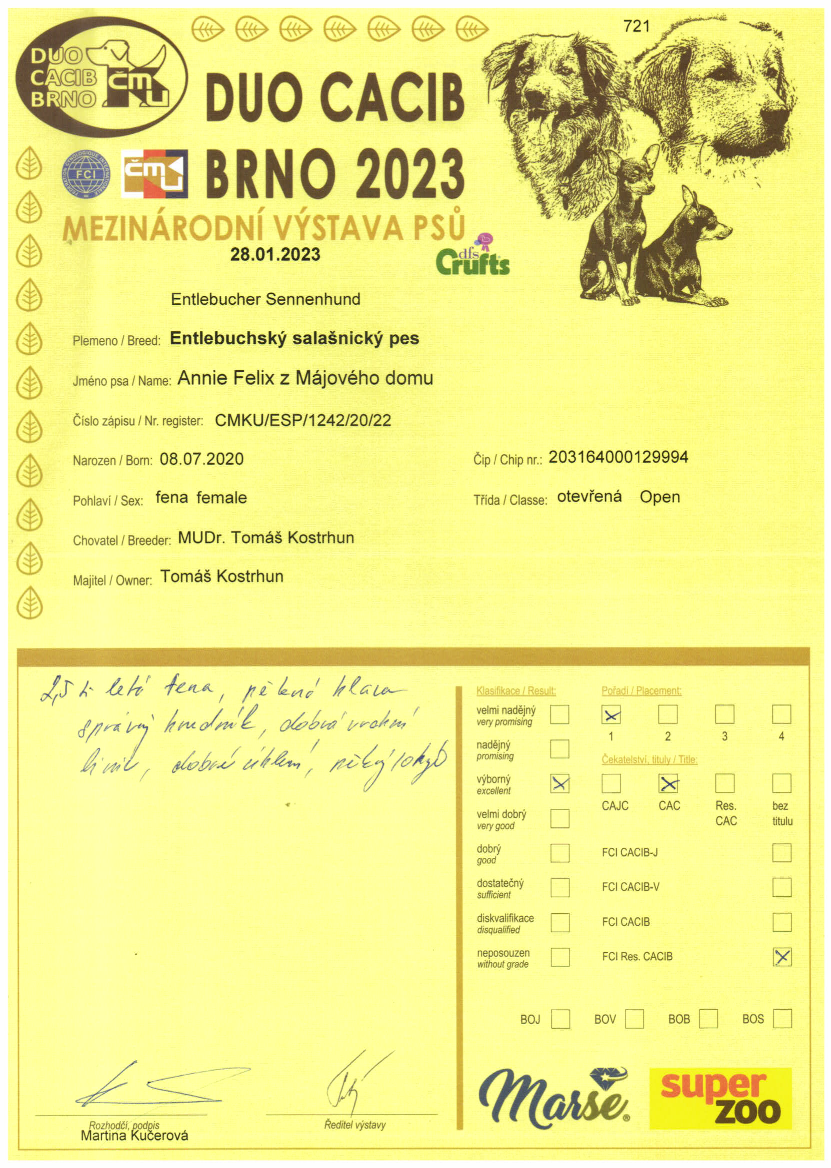 721
DUO
CACIB
BRNO
ČMKU
DUO CACIB
FCI
ČMKU
BRNO 2023
MEZINÁRODNÍ VÝSTAVA PSŮ
28.01.2023
dfs
Crufts
Entlebucher Sennenhund
Plemeno / Breed: Entlebuchský salašnický pes
Jméno psa / Name: Annie Felix z Májového domu
Číslo zápisu / Nr. register: CMKU/ESP/1242/20/22
Narozen / Born: 08.07.2020
Čip / Chip nr.: 203164000129994
Pohlaví / Sex: fena female
Třída / Classe: otevřená Open
Chovatel / Breeder: MUDr. Tomáš Kostrhun
Majitel / Owner: Tomáš Kostrhun
2,5 ti letá fena, pěkná hlava
správný hrudník, dobrá vrchní
linie, dobré úhlení, pěkný pohyb
Klasifikace / Result:
velmi nadějný
very promising
nadějný
promising
výborný
excellent
velmi dobrý
very good
dobrý
good
dostatečný
sufficient
diskvalifikace
disqualified
neposouzen
without grade
Pořadí / Placement:
1 2 3 4
Čekatelství, tituly / Title:
CAJC CAC Res. CAC bez titulu
FCI CACIB-J
FCI CACIB-V
FCI CACIB
FCI Res. CACIB
BOJ BOV BOB BOS
Rozhodčí, podpis
Martina Kučerová
Ředitel výstavy
Marsé®
super
zoo